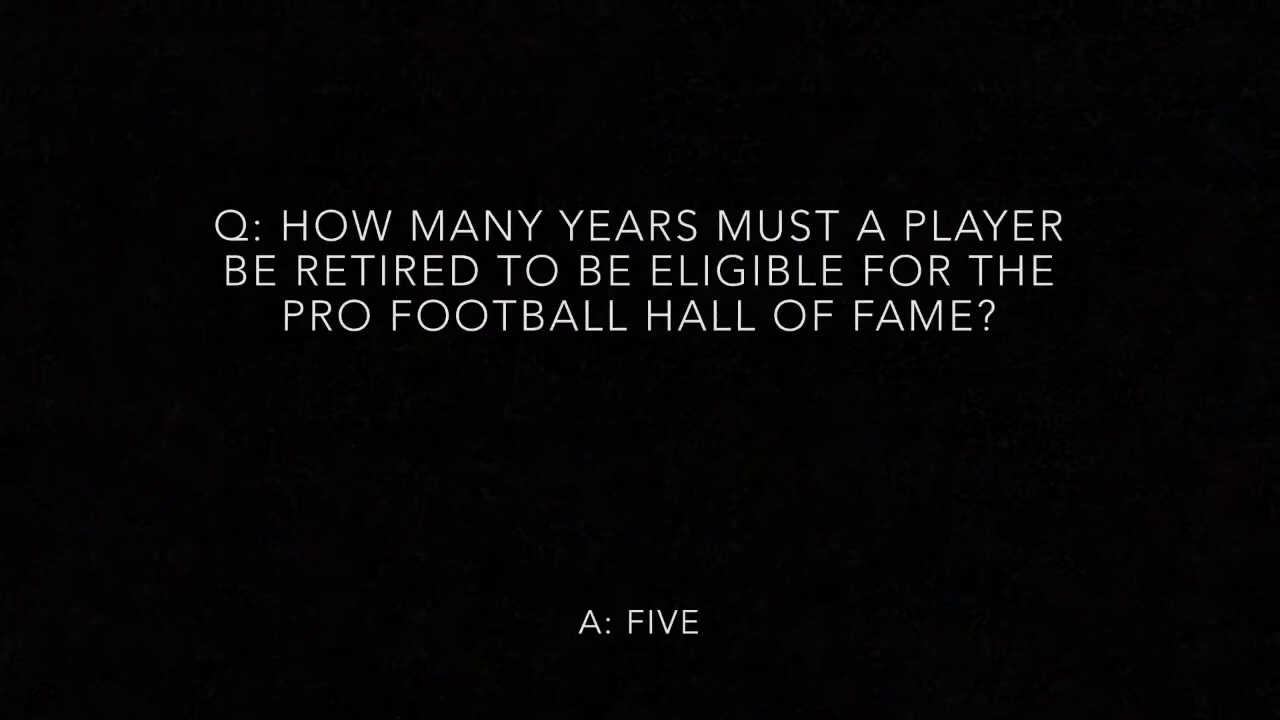 Q: HOW MANY YEARS MUST A PLAYER
BE RETIRED TO BE ELIGIBLE FOR THE
PRO FOOTBALL HALL OF FAME?
A: FIVE